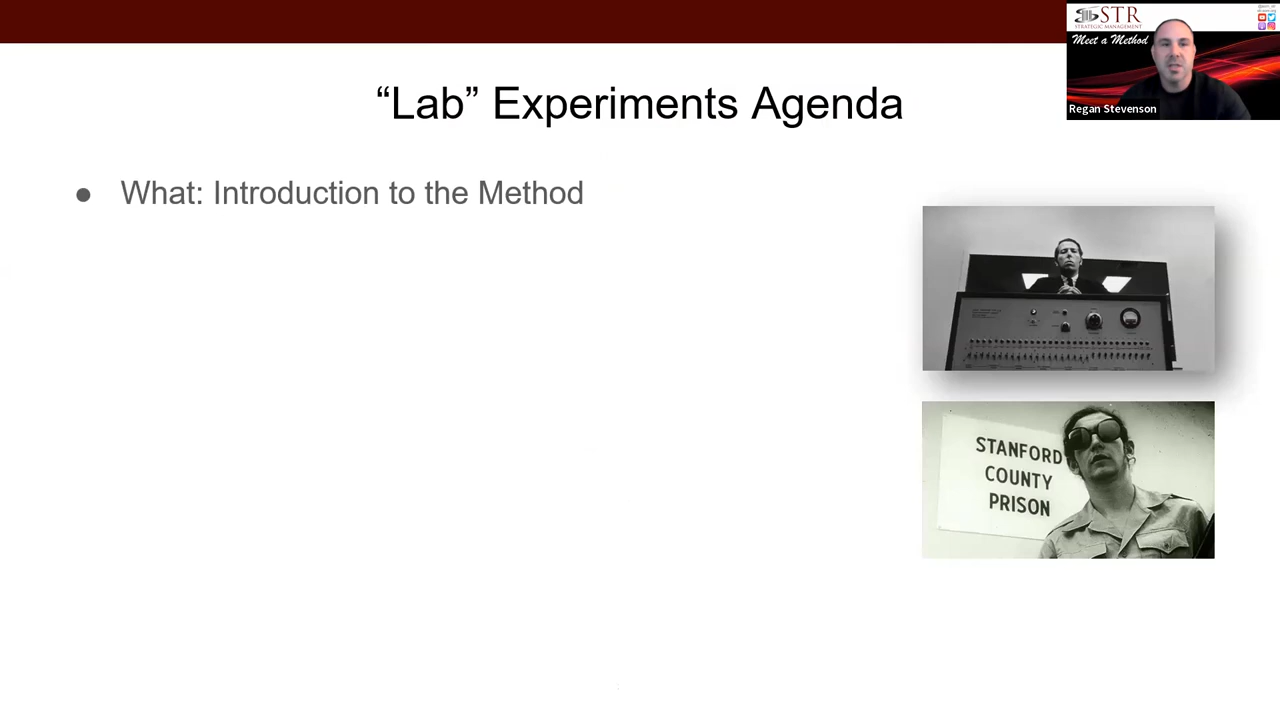 STR
STRATEGIC MANAGEMENT
Meet a Method
Regan Stevenson
“Lab” Experiments Agenda
● What: Introduction to the Method
STANFORD
COUNTY
PRISON